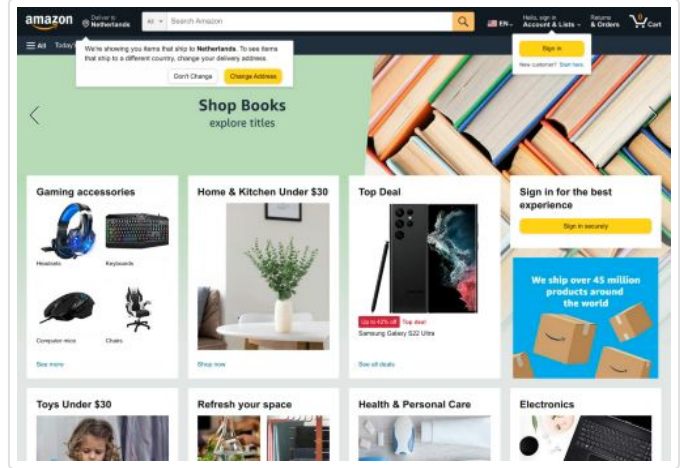 amazon
Deliver to
Netherlands
All
Search Amazon
EN
Hello, sign in
Account & Lists
Returns
& Orders
0
Cart
All
Today's
We're showing you items that ship to Netherlands. To see items
that ship to a different country, change your delivery address.
Don't Change
Change Address
Sign in
New customer? Start here.
Shop Books
explore titles
Gaming accessories
Headsets
Keyboards
Computer mice
Chairs
See more
Home & Kitchen Under $30
Shop now
Top Deal
Up to 42% off
Top deal
Samsung Galaxy S22 Ultra
See all deals
Sign in for the best
experience
Sign in securely
We ship over 45 million
products around
the world
Toys Under $30
Refresh your space
Health & Personal Care
Electronics